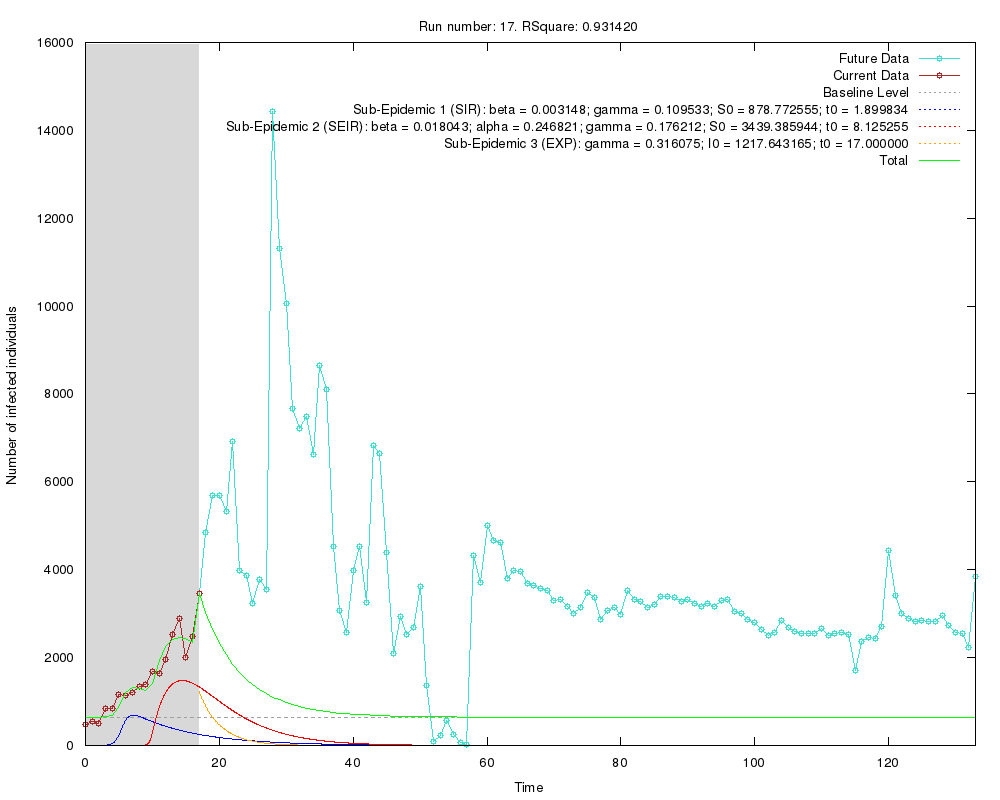 Run number: 17. RSquare: 0.931420
16000
14000
12000
10000
8000
6000
4000
2000
0
Number of infected individuals
Future Data
Current Data
Baseline Level
Sub-Epidemic 1 (SIR): beta = 0.003148; gamma = 0.109533; S0 = 878.772555; t0 = 1.899834
Sub-Epidemic 2 (SEIR): beta = 0.018043; alpha = 0.246821; gamma = 0.176212; S0 = 3439.385944; t0 = 8.125255
Sub-Epidemic 3 (EXP): gamma = 0.316075; I0 = 1217.643165; t0 = 17.000000
Total
0 20 40 60 80 100 120
Time